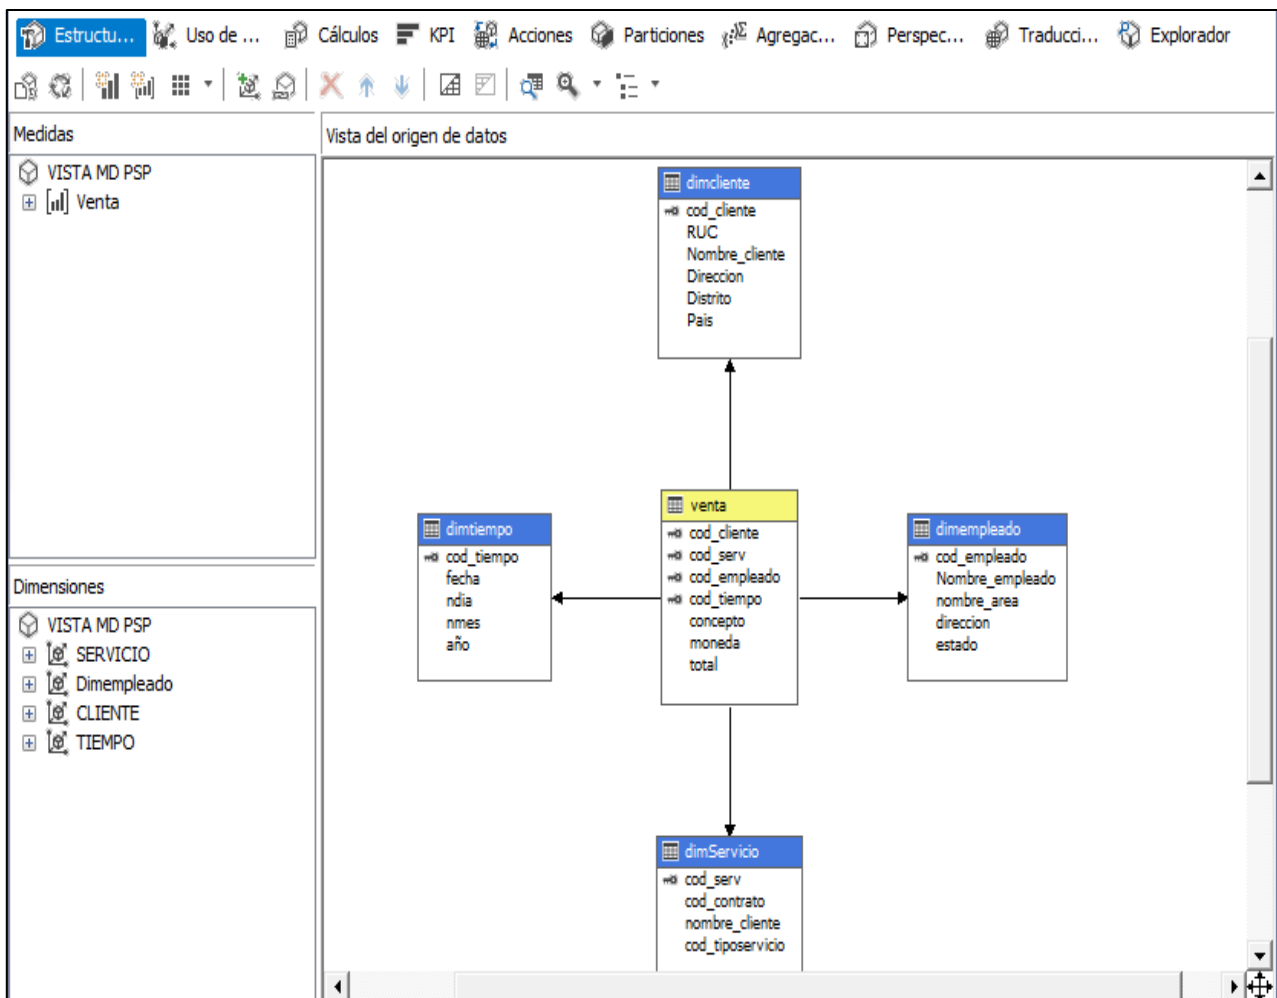 Estructu... Uso de ... Cálculos KPI Acciones Particiones Agregac... Perspec... Traducci... Explorador
Medidas
VISTA MD PSP
Venta
Dimensiones
VISTA MD PSP
SERVICIO
Dimempleado
CLIENTE
TIEMPO
Vista del origen de datos
dimcliente
cod_cliente
RUC
Nombre_cliente
Direccion
Distrito
Pais
dimtiempo
cod_tiempo
fecha
ndia
nmes
año
venta
cod_cliente
cod_serv
cod_empleado
cod_tiempo
concepto
moneda
total
dimempleado
cod_empleado
Nombre_empleado
nombre_area
direccion
estado
dimServicio
cod_serv
cod_contrato
nombre_cliente
cod_tiposervicio